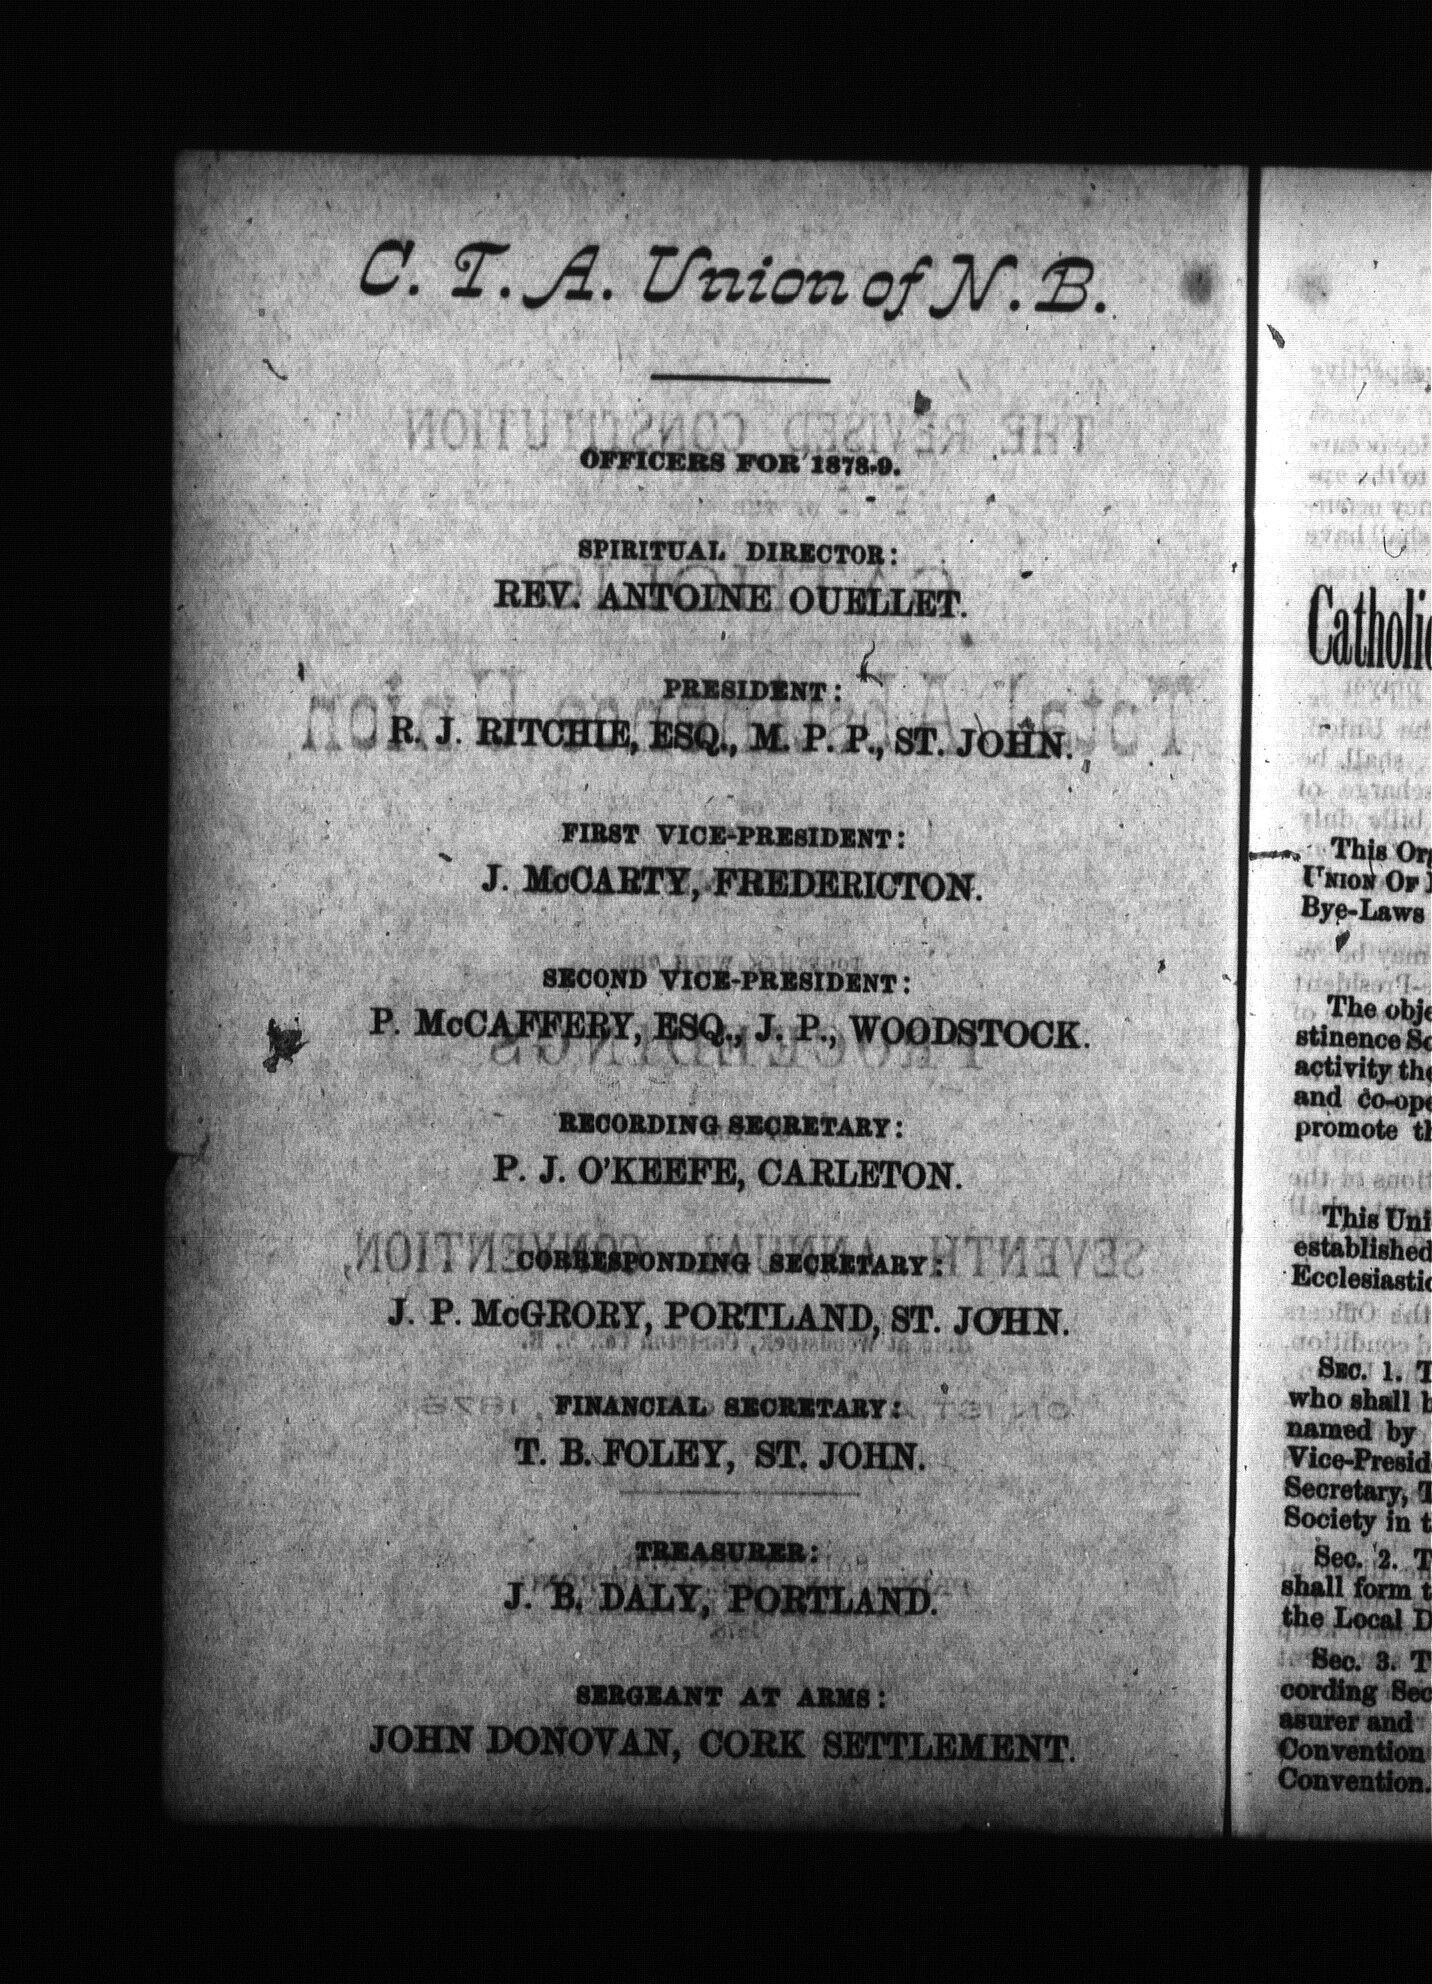 C. T. A. Union of N. B.
OFFICERS FOR 1878-9.
SPIRITUAL DIRECTOR:
REV. ANTOINE OUELLET.
PRESIDENT:
R. J. RITCHIE, ESQ., M. P. P., ST. JOHN.
FIRST VICE-PRESIDENT:
J. McCARTY, FREDERICTON.
SECOND VICE-PRESIDENT:
P. McCAFFERY, ESQ., J. P., WOODSTOCK.
RECORDING SECRETARY:
P. J. O'KEEFE, CARLETON.
CORRESPONDING SECRETARY:
J. P. McGRORY, PORTLAND, ST. JOHN.
FINANCIAL SECRETARY:
T. B. FOLEY, ST. JOHN.
TREASURER:
J. B. DALY, PORTLAND.
SERGEANT AT ARMS:
JOHN DONOVAN, CORK SETTLEMENT.
Catholic
This Org
UNION OF
Bye-Laws
The obje
stinence So
activity the
and co-ope
promote th
This Uni
established
Ecclesiastic
SEC. 1. T
who shall b
named by
Vice-Presid
Secretary, T
Society in t
Sec. 2. T
shall form t
the Local D
Sec. 3. T
cording Sec
asurer and
Convention
Convention.